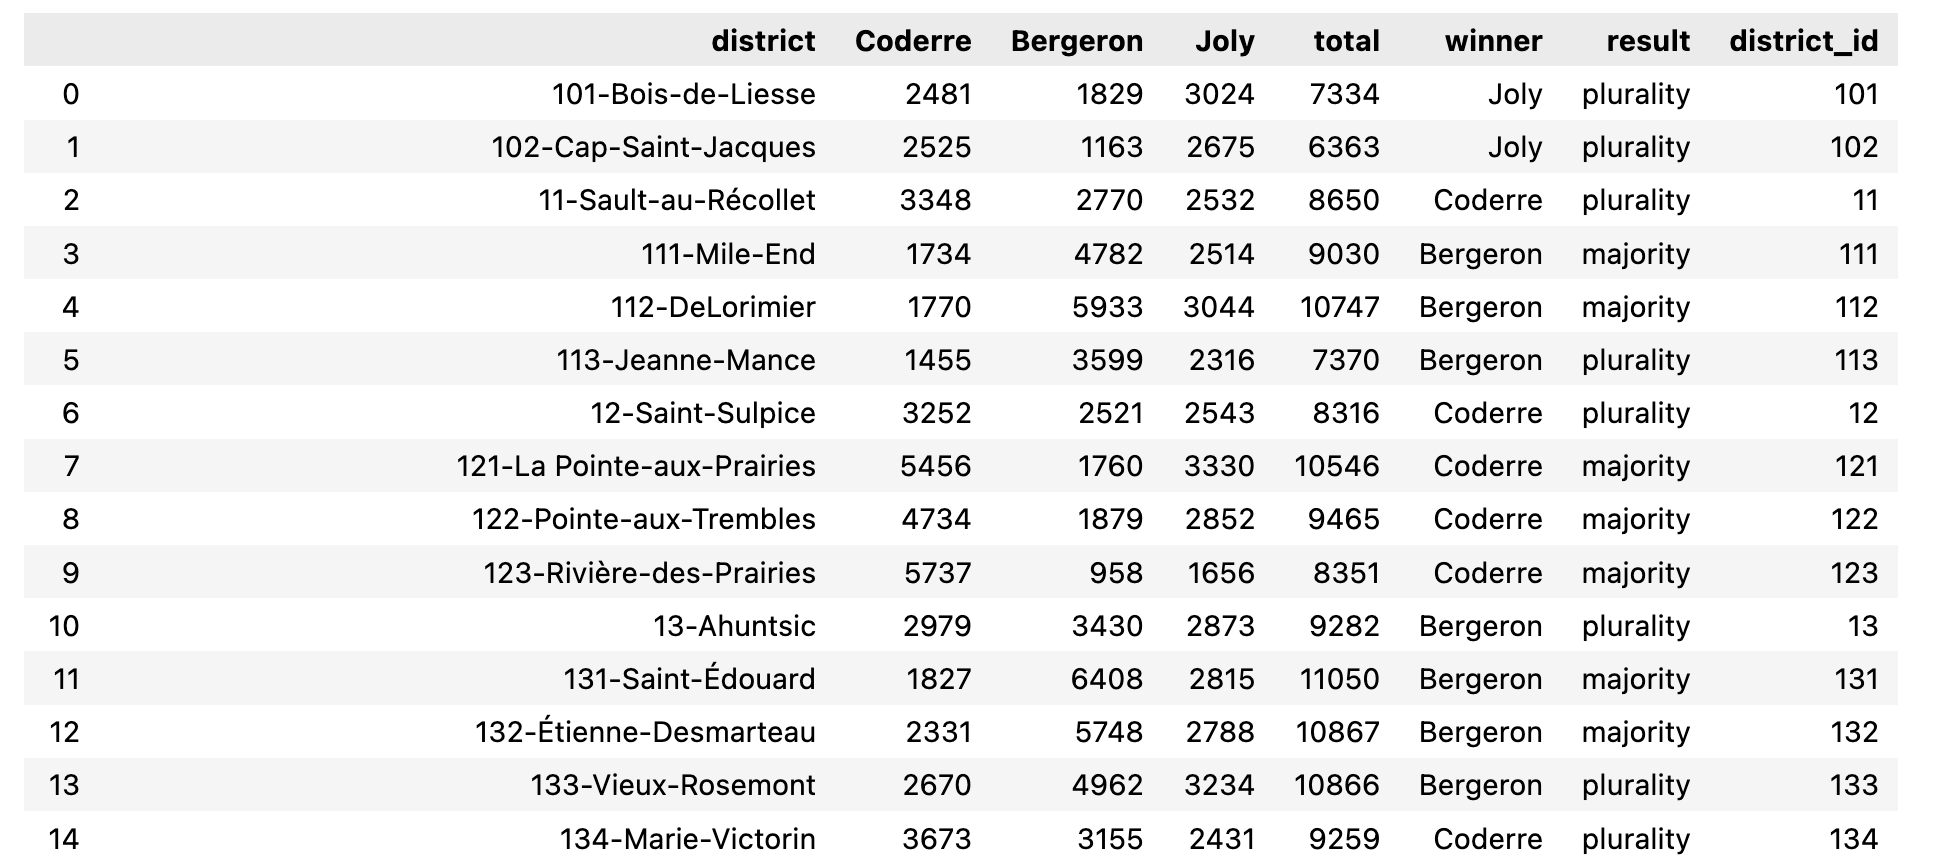 district Coderre Bergeron Joly total winner result district_id
0 101-Bois-de-Liesse 2481 1829 3024 7334 Joly plurality 101
1 102-Cap-Saint-Jacques 2525 1163 2675 6363 Joly plurality 102
2 11-Sault-au-Récollet 3348 2770 2532 8650 Coderre plurality 11
3 111-Mile-End 1734 4782 2514 9030 Bergeron majority 111
4 112-DeLorimier 1770 5933 3044 10747 Bergeron majority 112
5 113-Jeanne-Mance 1455 3599 2316 7370 Bergeron plurality 113
6 12-Saint-Sulpice 3252 2521 2543 8316 Coderre plurality 12
7 121-La Pointe-aux-Prairies 5456 1760 3330 10546 Coderre majority 121
8 122-Pointe-aux-Trembles 4734 1879 2852 9465 Coderre majority 122
9 123-Rivière-des-Prairies 5737 958 1656 8351 Coderre majority 123
10 13-Ahuntsic 2979 3430 2873 9282 Bergeron plurality 13
11 131-Saint-Édouard 1827 6408 2815 11050 Bergeron majority 131
12 132-Étienne-Desmarteau 2331 5748 2788 10867 Bergeron majority 132
13 133-Vieux-Rosemont 2670 4962 3234 10866 Bergeron plurality 133
14 134-Marie-Victorin 3673 3155 2431 9259 Coderre plurality 134